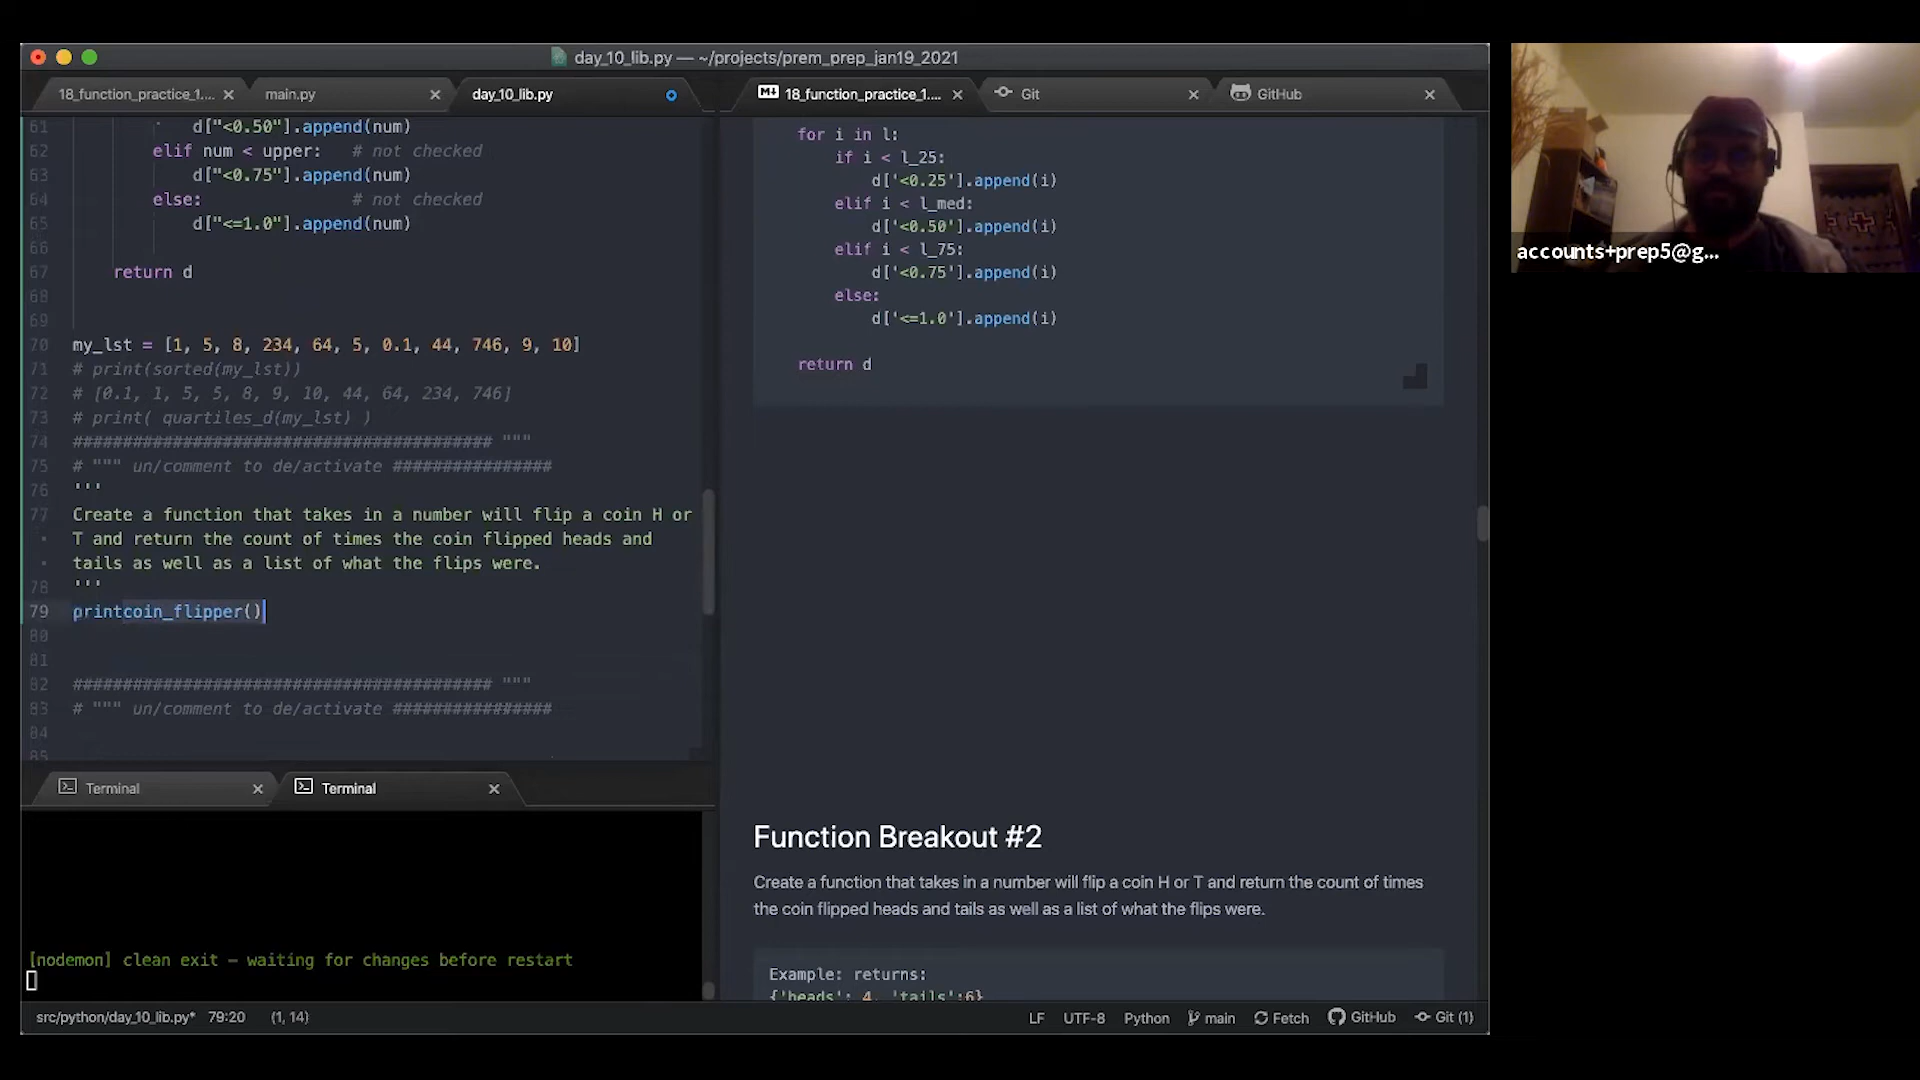 day_10_lib.py — ~/projects/prem_prep_jan19_2021
18_function_practice_1....
main.py
day_10_lib.py
18_function_practice_1....
Git
GitHub
61 d["<0.50"].append(num)
62 elif num < upper: # not checked
63 d["<0.75"].append(num)
64 else: # not checked
65 d["<=1.0"].append(num)
66
67 return d
68
69
70 my_lst = [1, 5, 8, 234, 64, 5, 0.1, 44, 746, 9, 10]
71 # print(sorted(my_lst))
72 # [0.1, 1, 5, 5, 8, 9, 10, 44, 64, 234, 746]
73 # print( quartiles_d(my_lst) )
74 ########################################## """
75 # """ un/comment to de/activate ################
76 '''
77 Create a function that takes in a number will flip a coin H or
T and return the count of times the coin flipped heads and
tails as well as a list of what the flips were.
78 '''
79 printcoin_flipper()
80
81
82 ########################################## """
83 # """ un/comment to de/activate ################
84
85
for i in l:
if i < l_25:
d['<0.25'].append(i)
elif i < l_med:
d['<0.50'].append(i)
elif i < l_75:
d['<0.75'].append(i)
else:
d['<=1.0'].append(i)
return d
Function Breakout #2
Create a function that takes in a number will flip a coin H or T and return the count of times
the coin flipped heads and tails as well as a list of what the flips were.
Example: returns:
{'heads': 4, 'tails':6}
Terminal
Terminal
[nodemon] clean exit - waiting for changes before restart
src/python/day_10_lib.py* 79:20 (1, 14)
LF UTF-8 Python main Fetch GitHub Git (1)
accounts+prep5@g...